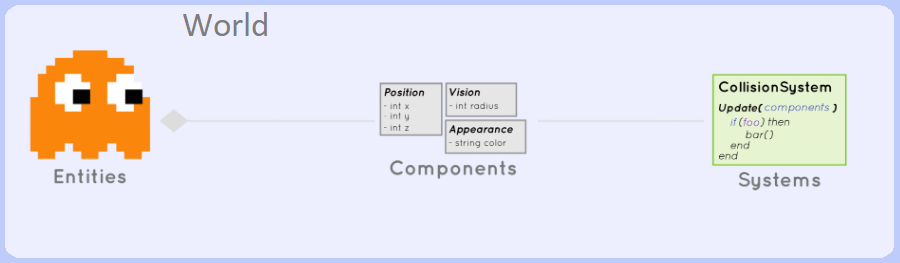 World
Entities
Position
- int x
- int y
- int z
Vision
- int radius
Appearance
- string color
Components
CollisionSystem
Update( components )
if (foo) then
bar()
end
end
Systems